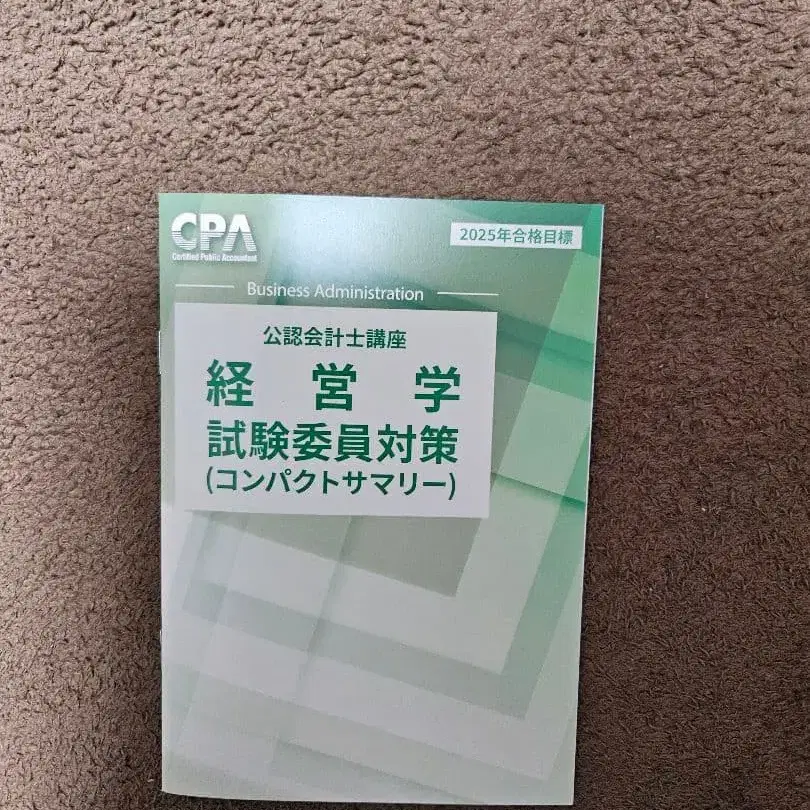 CPA
Certified Public Accountant
2025年合格目標
Business Administration
公認会計士講座
経営学
試験委員対策
(コンパクトサマリー)